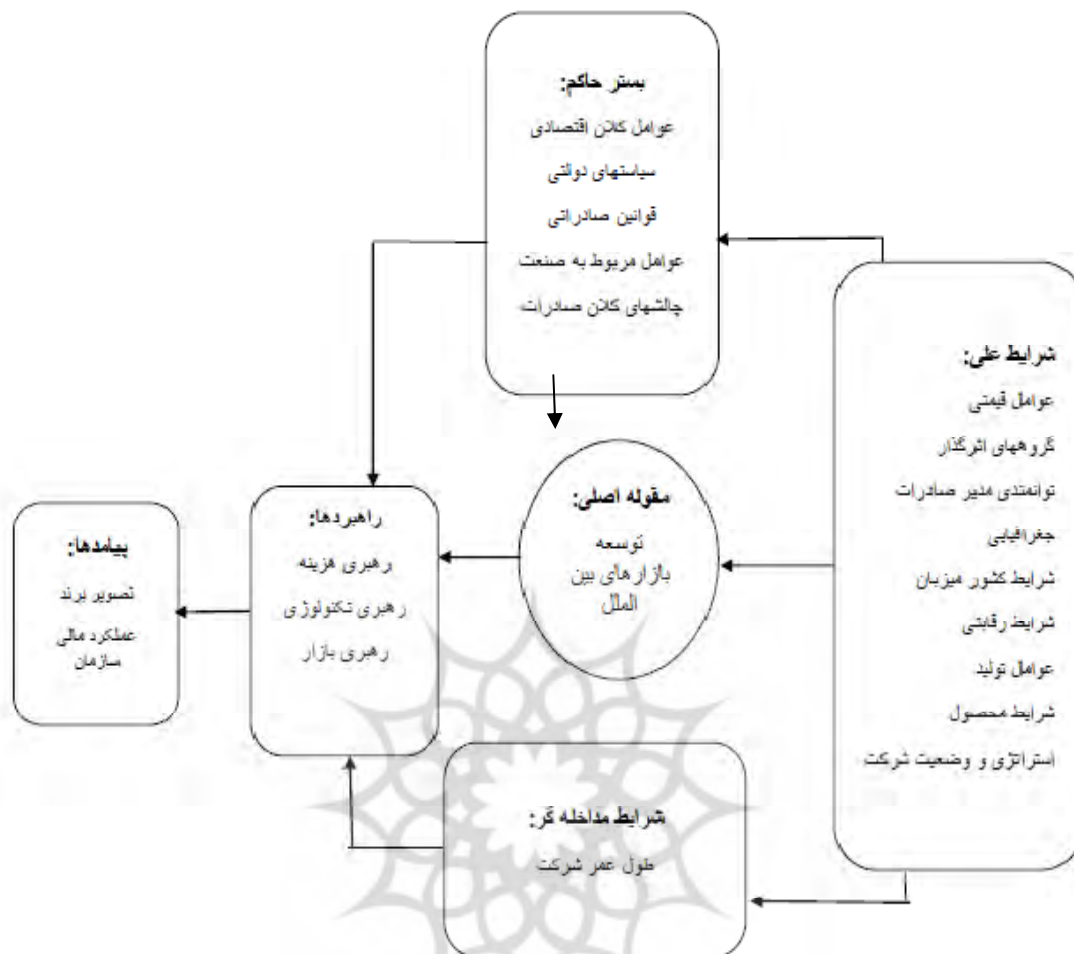 بستر حاکم:
عوامل کلان اقتصادی
سیاستهای دولتی
قوانین صادراتی
عوامل مربوط به صنعت
چالشهای کلان صادرات
شرایط علی:
عوامل قیمتی
گروههای اثرگذار
توانمندی مدیر صادرات
جغرافیایی
شرایط کشور میزبان
شرایط رقابتی
عوامل تولید
شرایط محصول
استراتژی و وضعیت شرکت
مقوله اصلی:
توسعه
بازارهای بین
الملل
راهبردها:
رهبری هزینه
رهبری تکنولوژی
رهبری بازار
پیامدها:
تصویر برند
عملکرد مالی
سازمان
شرایط مداخله گر:
طول عمر شرکت